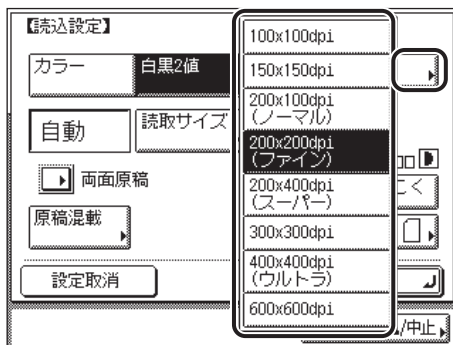 【読込設定】
カラー
白黒2値
自動
読取サイズ
両面原稿
原稿混載
設定取消
100x100dpi
150x150dpi
200x100dpi
(ノーマル)
200x200dpi
(ファイン)
200x400dpi
(スーパー)
300x300dpi
400x400dpi
(ウルトラ)
600x600dpi
く
/中止